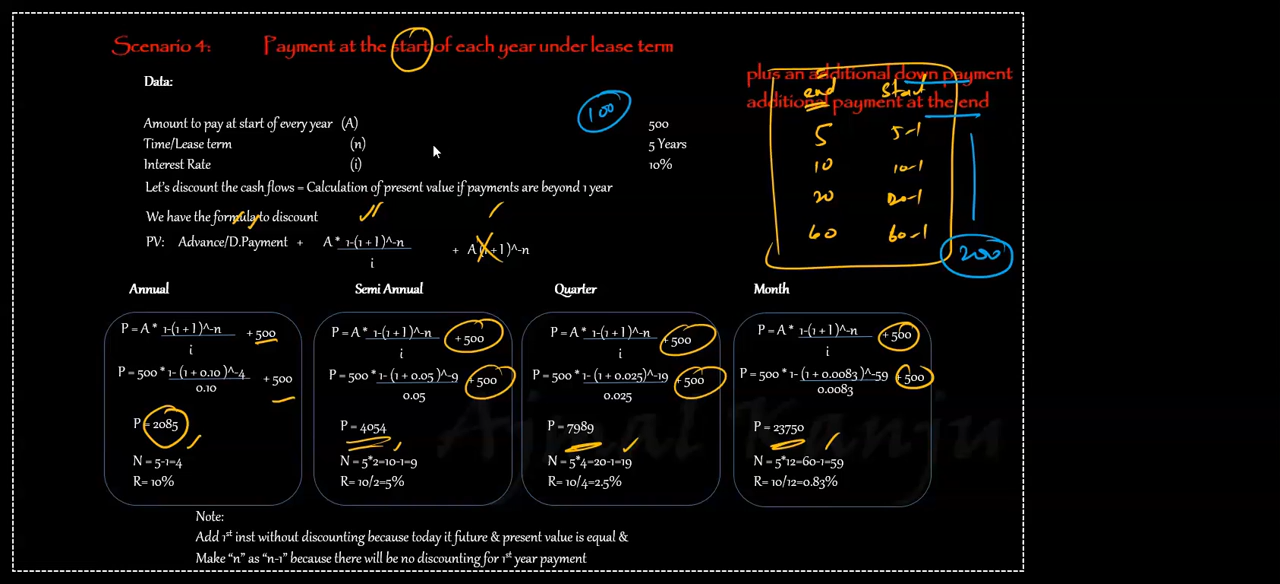 Scenario 4: Payment at the start of each year under lease term
plus an additional down payment
additional payment at the end
Data:
100
Amount to pay at start of every year (A) 500
Time/Lease term (n) 5 Years
Interest Rate (i) 10%
Let's discount the cash flows = Calculation of present value if payments are beyond 1 year
We have the formula to discount
PV: Advance/D.Payment + A * 1-(1+1)^-n + A(1+1)^-n
i
end start
5 5-1
10 10-1
20 20-1
60 60-1
200
Annual
P = A * 1-(1+1)^-n + 500
i
P = 500 * 1-(1+0.10)^-4 + 500
0.10
P = 2085
N = 5-1=4
R= 10%
Semi Annual
P = A * 1-(1+1)^-n + 500
i
P = 500 * 1-(1+0.05)^-9 + 500
0.05
P = 4054
N = 5*2=10-1=9
R= 10/2=5%
Quarter
P = A * 1-(1+1)^-n + 500
i
P = 500 * 1-(1+0.025)^-19 + 500
0.025
P = 7989
N = 5*4=20-1=19
R= 10/4=2.5%
Month
P = A * 1-(1+1)^-n + 500
i
P = 500 * 1-(1+0.0083)^-59 + 500
0.0083
P = 23750
N = 5*12=60-1=59
R= 10/12=0.83%
Ajmal Kanju
Note:
Add 1st inst without discounting because today it future & present value is equal &
Make "n" as "n-1" because there will be no discounting for 1st year payment